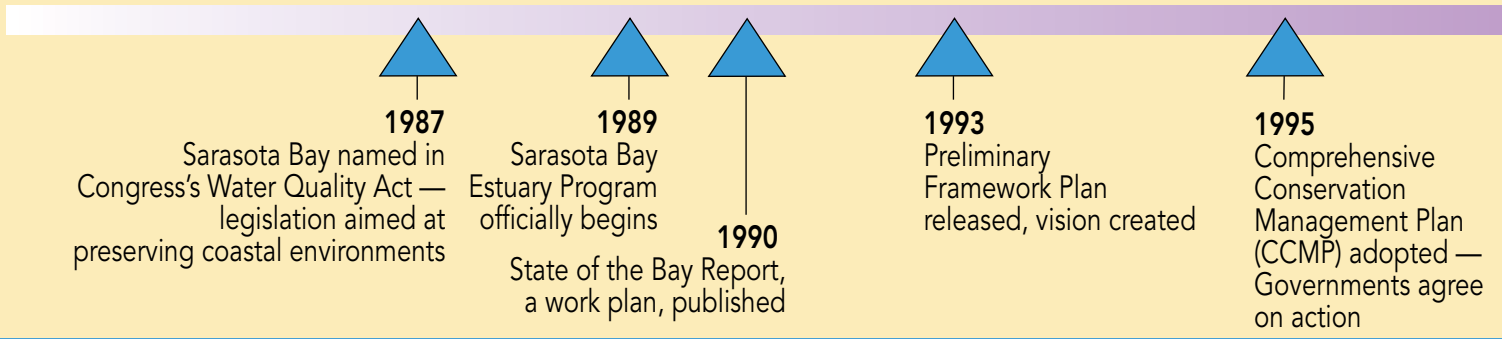 1987
Sarasota Bay named in
Congress's Water Quality Act —
legislation aimed at
preserving coastal environments
1989
Sarasota Bay
Estuary Program
officially begins
1990
State of the Bay Report,
a work plan, published
1993
Preliminary
Framework Plan
released, vision created
1995
Comprehensive
Conservation
Management Plan
(CCMP) adopted —
Governments agree
on action